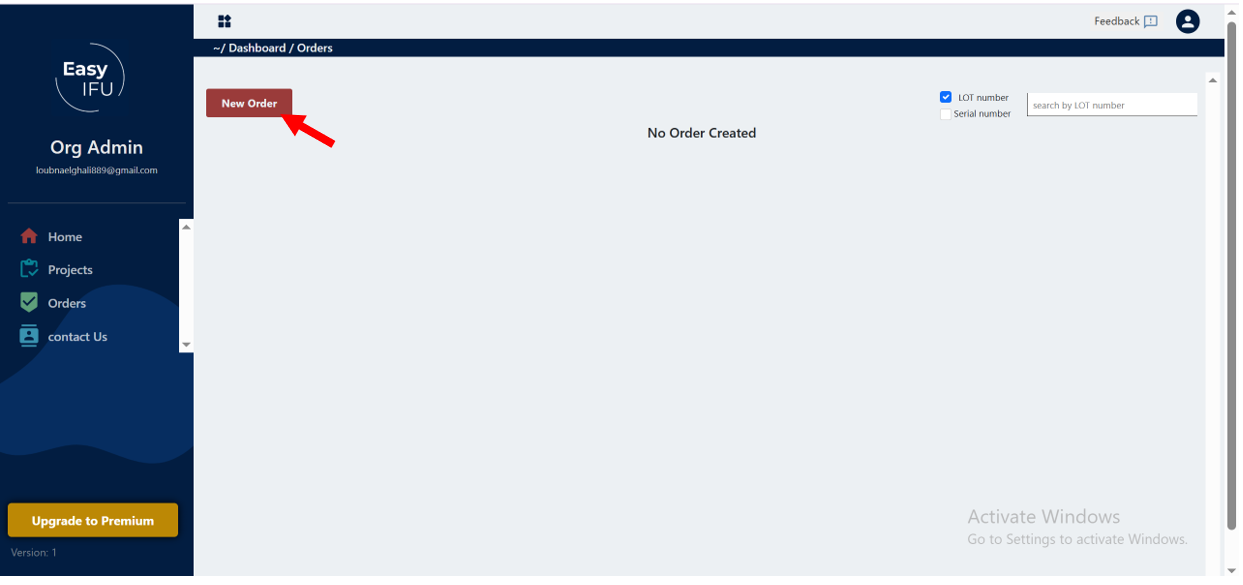 Feedback
~/ Dashboard / Orders
Easy
IFU
Org Admin
loubnaelghali889@gmail.com
Home
Projects
Orders
contact Us
Upgrade to Premium
Version: 1
New Order
LOT number
Serial number
search by LOT number
No Order Created
Activate Windows
Go to Settings to activate Windows.